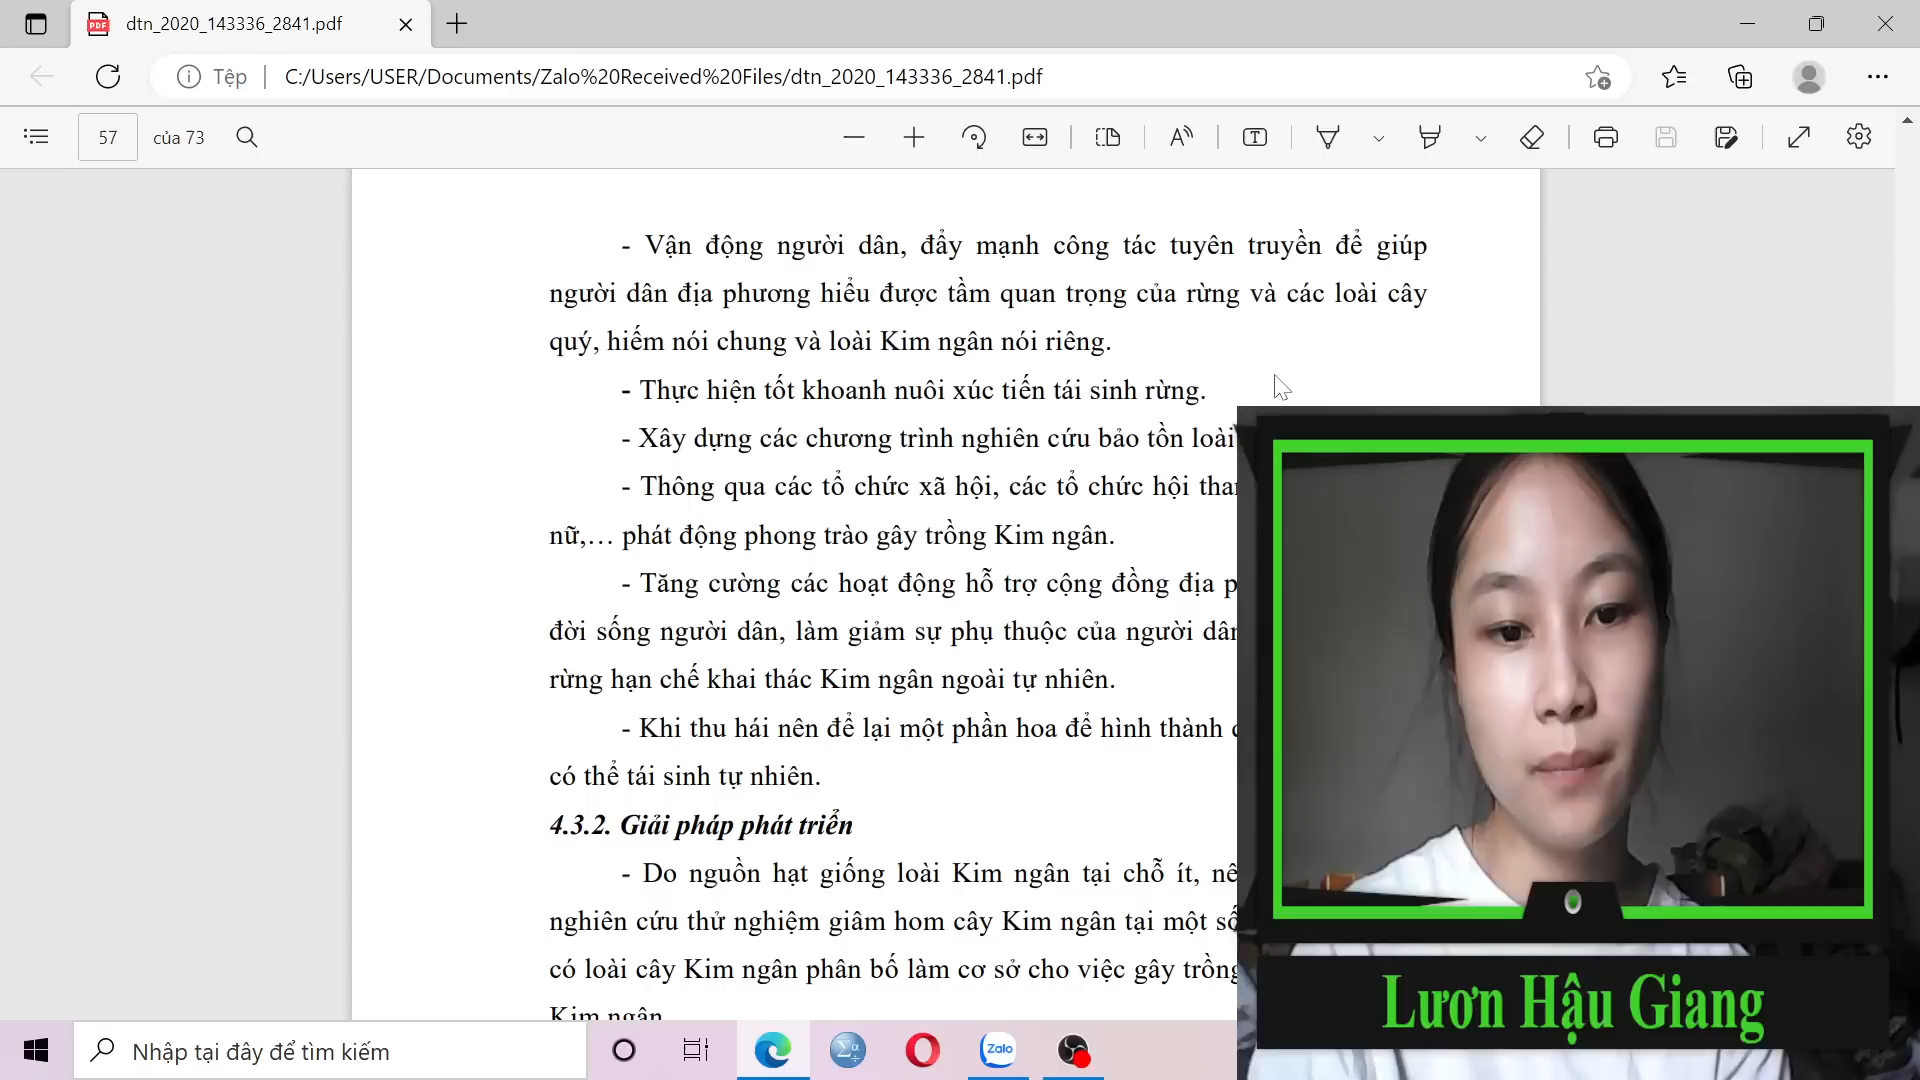 dtn_2020_143336_2841.pdf
Tệp
C:/Users/USER/Documents/Zalo%20Received%20Files/dtn_2020_143336_2841.pdf
57 của 73
- Vận động người dân, đẩy mạnh công tác tuyên truyền để giúp
người dân địa phương hiểu được tầm quan trọng của rừng và các loài cây
quý, hiếm nói chung và loài Kim ngân nói riêng.
- Thực hiện tốt khoanh nuôi xúc tiến tái sinh rừng.
- Xây dựng các chương trình nghiên cứu bảo tồn loài
- Thông qua các tổ chức xã hội, các tổ chức hội
nữ,… phát động phong trào gây trồng Kim ngân.
- Tăng cường các hoạt động hỗ trợ cộng đồng địa
đời sống người dân, làm giảm sự phụ thuộc của người
rừng hạn chế khai thác Kim ngân ngoài tự nhiên.
- Khi thu hái nên để lại một phần hoa để hình thành
có thể tái sinh tự nhiên.
4.3.2. Giải pháp phát triển
- Do nguồn hạt giống loài Kim ngân tại chỗ ít,
nghiên cứu thử nghiệm giâm hom cây Kim ngân tại một
có loài cây Kim ngân phân bố làm cơ sở cho việc gây
Kim ngân
Lươn Hậu Giang
Nhập tại đây để tìm kiếm
Zalo